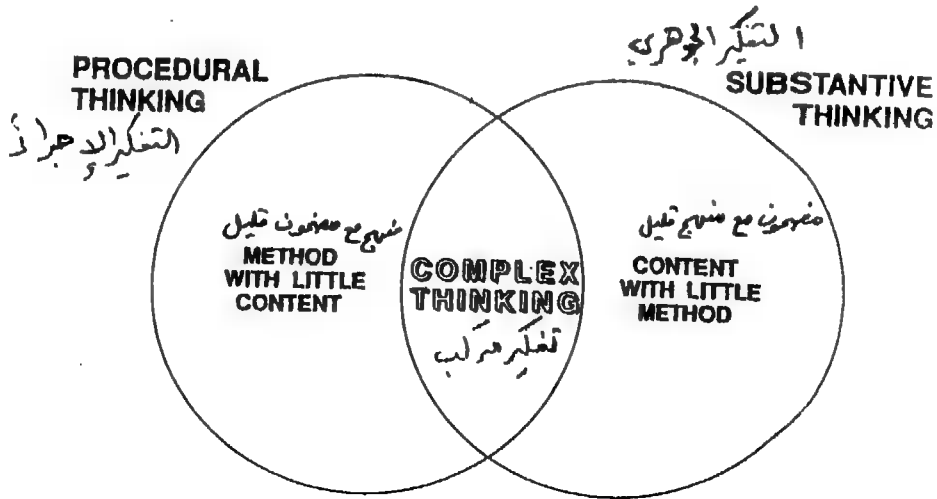 التفكير الجوهري
PROCEDURAL
THINKING
التفكير الإجرائي
SUBSTANTIVE
THINKING
منهج مع مضمون قليل
METHOD
WITH LITTLE
CONTENT
COMPLEX
THINKING
تفكير مركب
مضمون مع منهج قليل
CONTENT
WITH LITTLE
METHOD